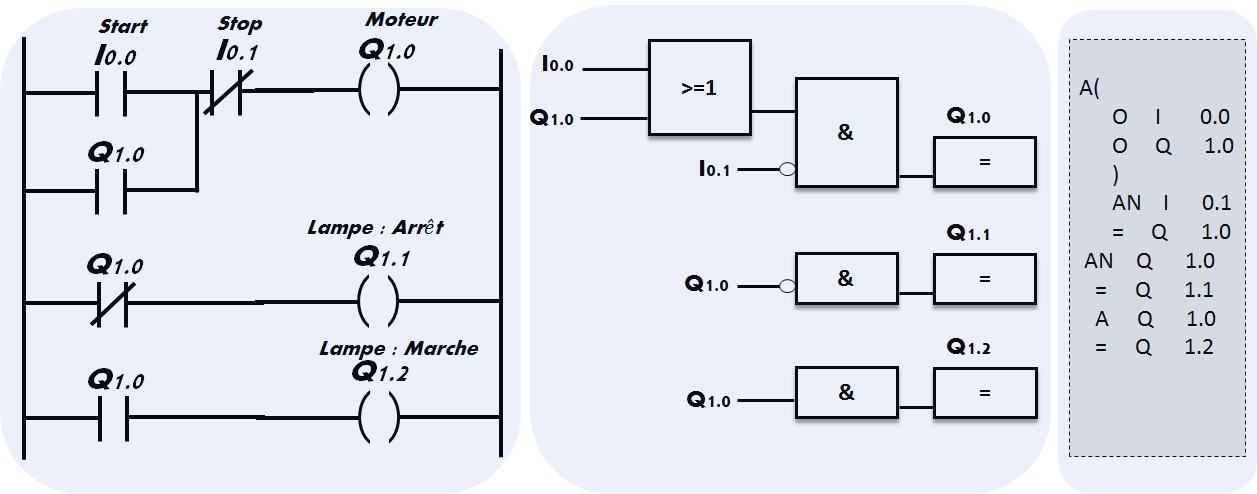 Start
Stop
Moteur
I0.0
I0.1
Q1.0
Q1.0
Lampe : Arrêt
Q1.0
Q1.1
Lampe : Marche
Q1.0
Q1.2
I0.0
>=1
Q1.0
&
Q1.0
I0.1
=
Q1.1
Q1.0
&
=
Q1.2
Q1.0
&
=
A(
O I 0.0
O Q 1.0
)
AN I 0.1
= Q 1.0
AN Q 1.0
= Q 1.1
A Q 1.0
= Q 1.2